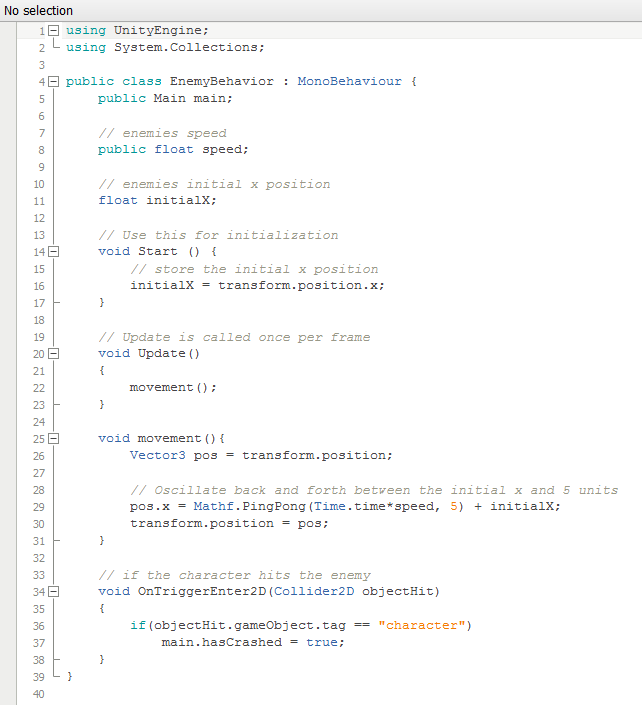 No selection
1 using UnityEngine;
2 using System.Collections;
3
4 public class EnemyBehavior : MonoBehaviour {
5 public Main main;
6
7 // enemies speed
8 public float speed;
9
10 // enemies initial x position
11 float initialX;
12
13 // Use this for initialization
14 void Start () {
15 // store the initial x position
16 initialX = transform.position.x;
17 }
18
19 // Update is called once per frame
20 void Update()
21 {
22 movement();
23 }
24
25 void movement(){
26 Vector3 pos = transform.position;
27
28 // Oscillate back and forth between the initial x and 5 units
29 pos.x = Mathf.PingPong(Time.time*speed, 5) + initialX;
30 transform.position = pos;
31 }
32
33 // if the character hits the enemy
34 void OnTriggerEnter2D(Collider2D objectHit)
35 {
36 if(objectHit.gameObject.tag == "character")
37 main.hasCrashed = true;
38 }
39 }
40